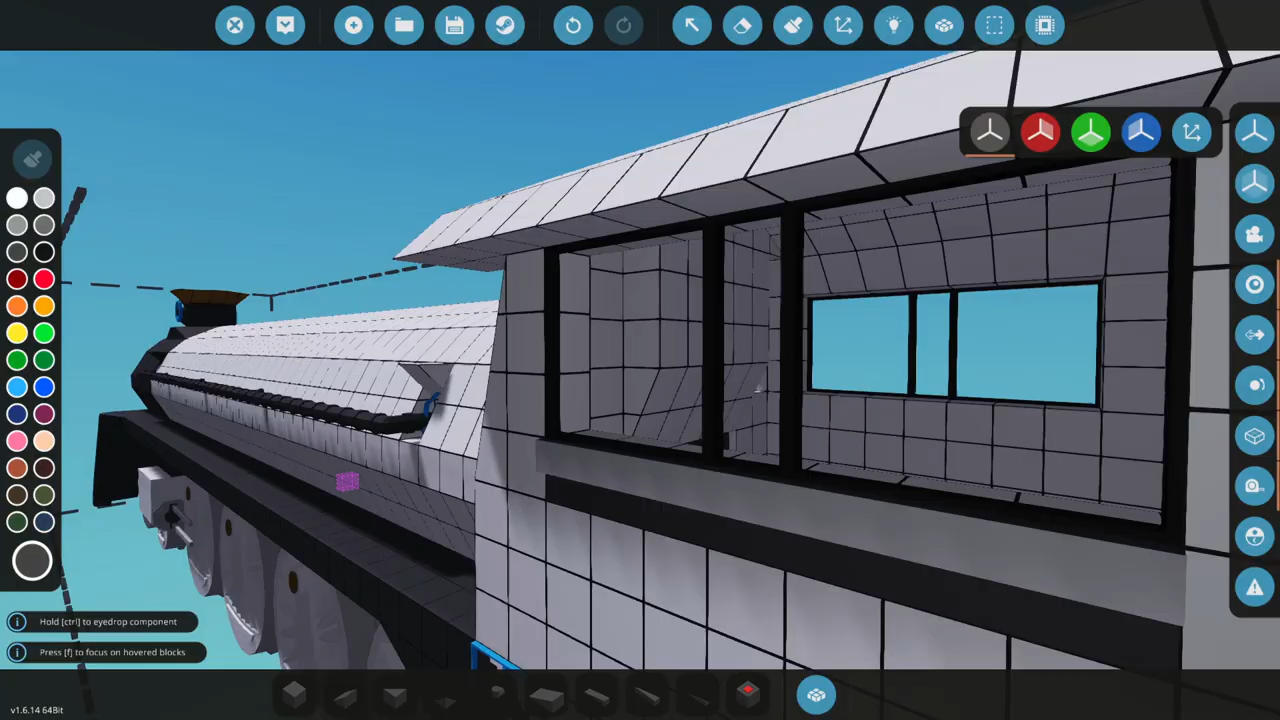 Hold [ctrl] to eyedrop component
Press [f] to focus on hovered blocks
v1.6.14 64Bit